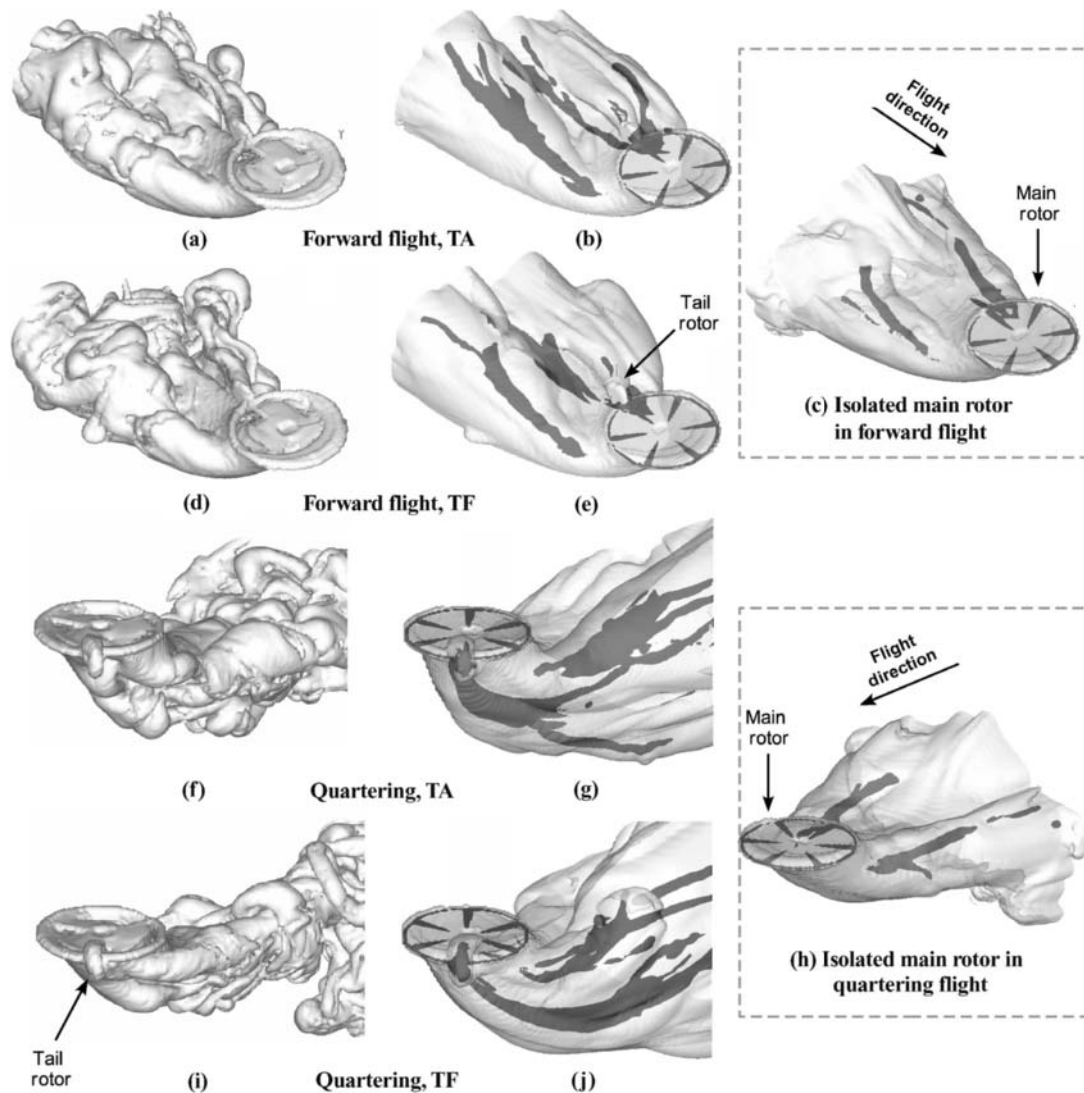 Y
(a) Forward flight, TA (b)
Flight
direction
Main
rotor
(c) Isolated main rotor
in forward flight
Tail
rotor
(d) Forward flight, TF (e)
(f) Quartering, TA (g)
Flight
direction
Main
rotor
(h) Isolated main rotor in
quartering flight
Tail
rotor
(i) Quartering, TF (j)